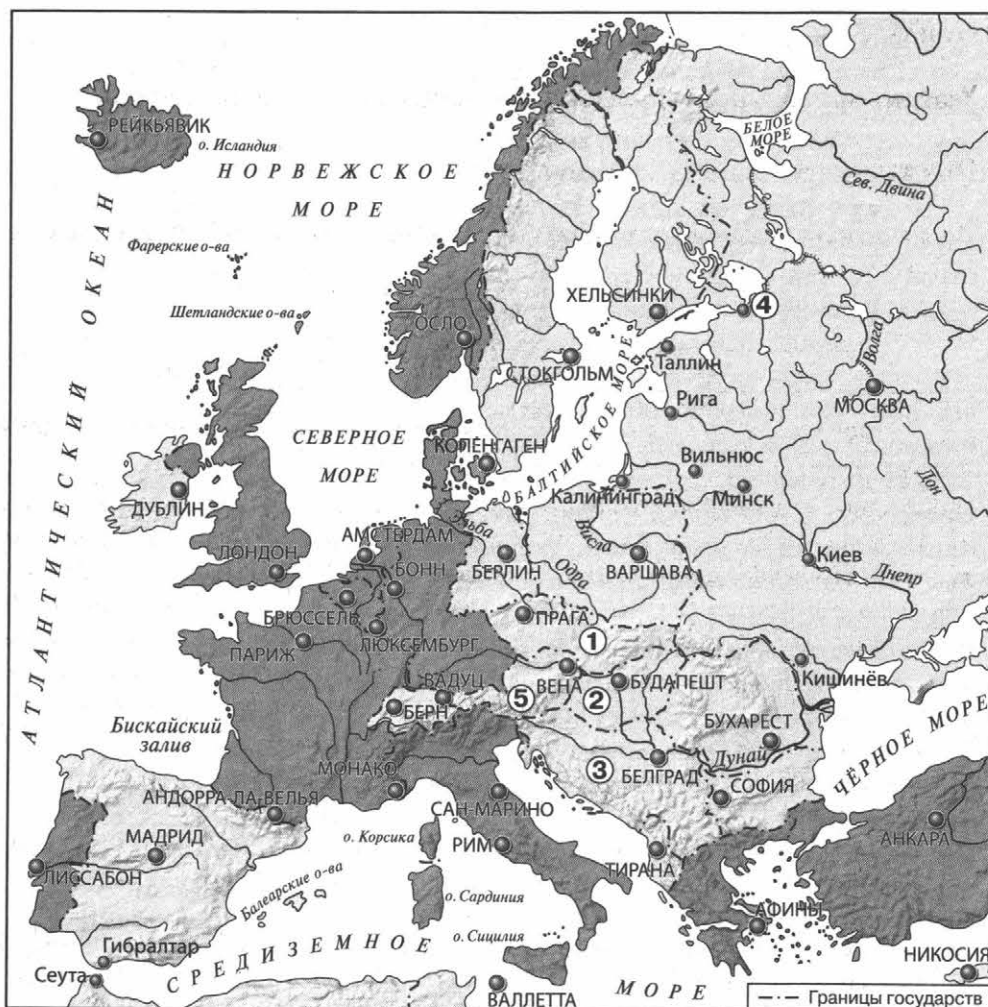 РЕЙКЬЯВИК
о. Исландия
НОРВЕЖСКОЕ
МОРЕ
БЕЛОЕ
МОРЕ
Сев. Двина
Фарерские о-ва
Шетландские о-ва
АТЛАНТИЧЕСКИЙ ОКЕАН
ХЕЛЬСИНКИ
4
ОСЛО
СТОКГОЛЬМ
Таллин
Волга
МОСКВА
Рига
БАЛТИЙСКОЕ МОРЕ
СЕВЕРНОЕ
МОРЕ
КОПЕНГАГЕН
Вильнюс
Калининград
Минск
Дон
ДУБЛИН
Эльба
Висла
АМСТЕРДАМ
ЛОНДОН
БОНН
БЕРЛИН
Одра
ВАРШАВА
Киев
Днепр
БРЮССЕЛЬ
ПРАГА
ПАРИЖ
ЛЮКСЕМБУРГ
1
ВАДУЦ
ВЕНА
БУДАПЕШТ
Кишинёв
5
2
БЕРН
Бискайский
залив
БУХАРЕСТ
ЧЁРНОЕ МОРЕ
МОНАКО
3
БЕЛГРАД
Дунай
СОФИЯ
АНДОРРА-ЛА-ВЕЛЬЯ
САН-МАРИНО
МАДРИД
о. Корсика
РИМ
ТИРАНА
АНКАРА
ЛИССАБОН
Балеарские о-ва
о. Сардиния
АФИНЫ
Гибралтар
СРЕДИЗЕМНОЕ
о. Сицилия
НИКОСИЯ
Сеута
ВАЛЛЕТТА
МОРЕ
Границы государств